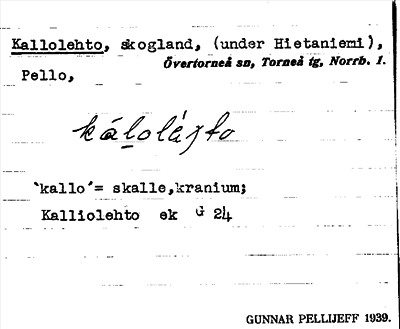 Kallolehto, skogland, (under Hietaniemi),
Övertorneå sn, Torneå tg, Norrb. l.
Pello,
kálolézto
`kallo´= skalle,kranium;
Kalliolehto ek G 24
GUNNAR PELLIJEFF 1939.